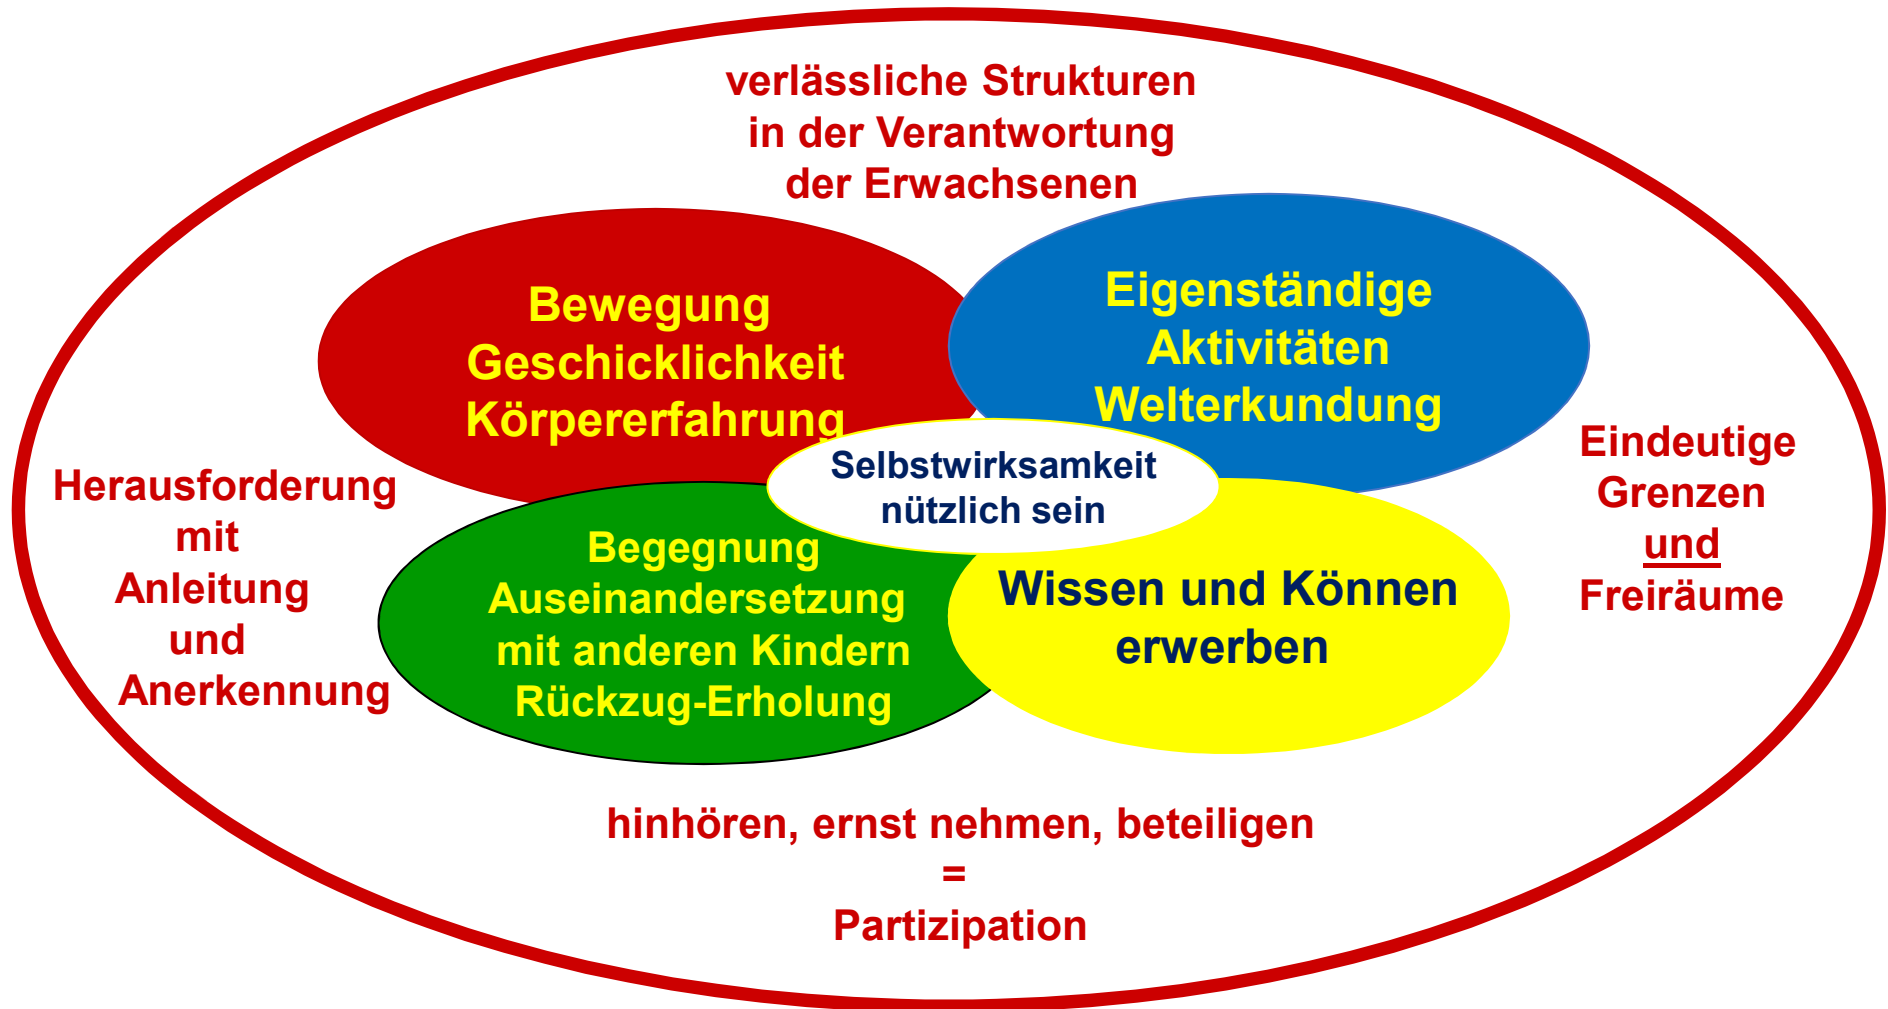 verlässliche Strukturen
in der Verantwortung
der Erwachsenen
Bewegung
Geschicklichkeit
Körpererfahrung
Eigenständige
Aktivitäten
Welterkundung
Selbstwirksamkeit
nützlich sein
Herausforderung
mit
Anleitung
und
Anerkennung
Eindeutige
Grenzen
und
Freiräume
Begegnung
Auseinandersetzung
mit anderen Kindern
Rückzug-Erholung
Wissen und Können
erwerben
hinhören, ernst nehmen, beteiligen
=
Partizipation